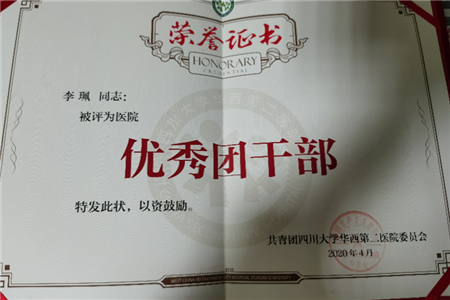 荣誉证书
HONORARY
CREDENTIAL
李珮 同志：
被评为医院
优秀团干部
特发此状，以资鼓励。
共青团四川大学华西第二医院委员会
2020年4月